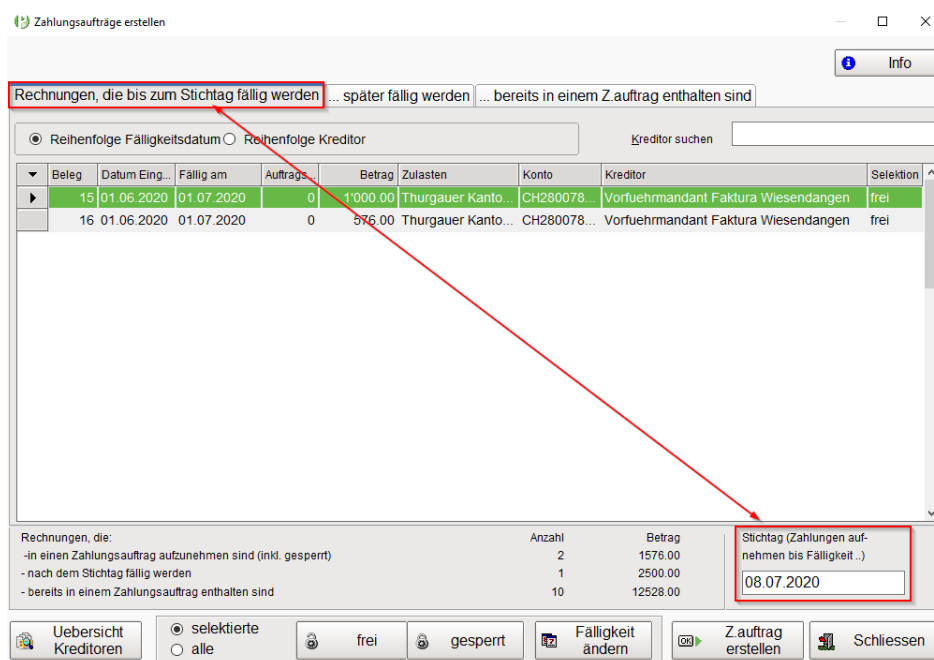 Zahlungsaufträge erstellen
Info
Rechnungen, die bis zum Stichtag fällig werden ... später fällig werden ... bereits in einem Z.auftrag enthalten sind
Reihenfolge Fälligkeitsdatum Reihenfolge Kreditor Kreditor suchen
Beleg Datum Eing... Fällig am Auftrags... Betrag Zulasten Konto Kreditor Selektion
15 01.06.2020 01.07.2020 0 1'000.00 Thurgauer Kanto... CH280078... Vorfuehrmandant Faktura Wiesendangen frei
16 01.06.2020 01.07.2020 0 576.00 Thurgauer Kanto... CH280078... Vorfuehrmandant Faktura Wiesendangen frei
Rechnungen, die: Anzahl Betrag Stichtag (Zahlungen auf-
-in einen Zahlungsauftrag aufzunehmen sind (inkl. gesperrt) 2 1576.00 nehmen bis Fälligkeit ..)
- nach dem Stichtag fällig werden 1 2500.00
08.07.2020
- bereits in einem Zahlungsauftrag enthalten sind 10 12528.00
Uebersicht Kreditoren
selektierte
alle
frei
gesperrt
Fälligkeit ändern
OK
Z.auftrag erstellen
Schliessen